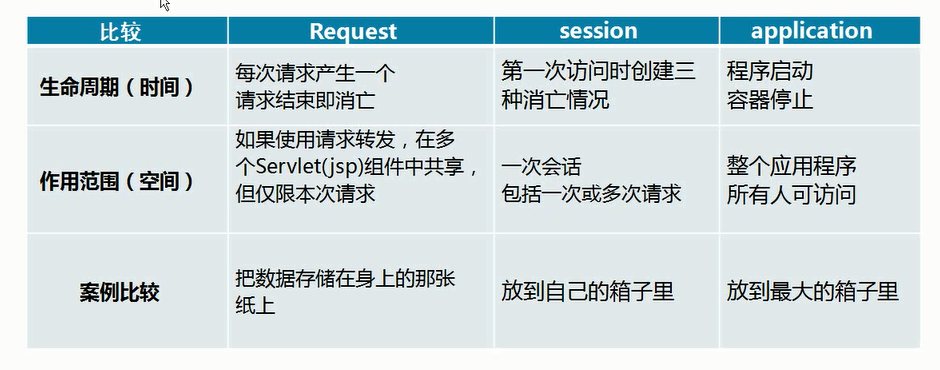 比较
Request
session
application
生命周期（时间）
每次请求产生一个
请求结束即消亡
第一次访问时创建三
种消亡情况
程序启动
容器停止
作用范围（空间）
如果使用请求转发，在多
个Servlet(jsp)组件中共享，
但仅限本次请求
一次会话
包括一次或多次请求
整个应用程序
所有人可访问
案例比较
把数据存储在身上的那张
纸上
放到自己的箱子里
放到最大的箱子里